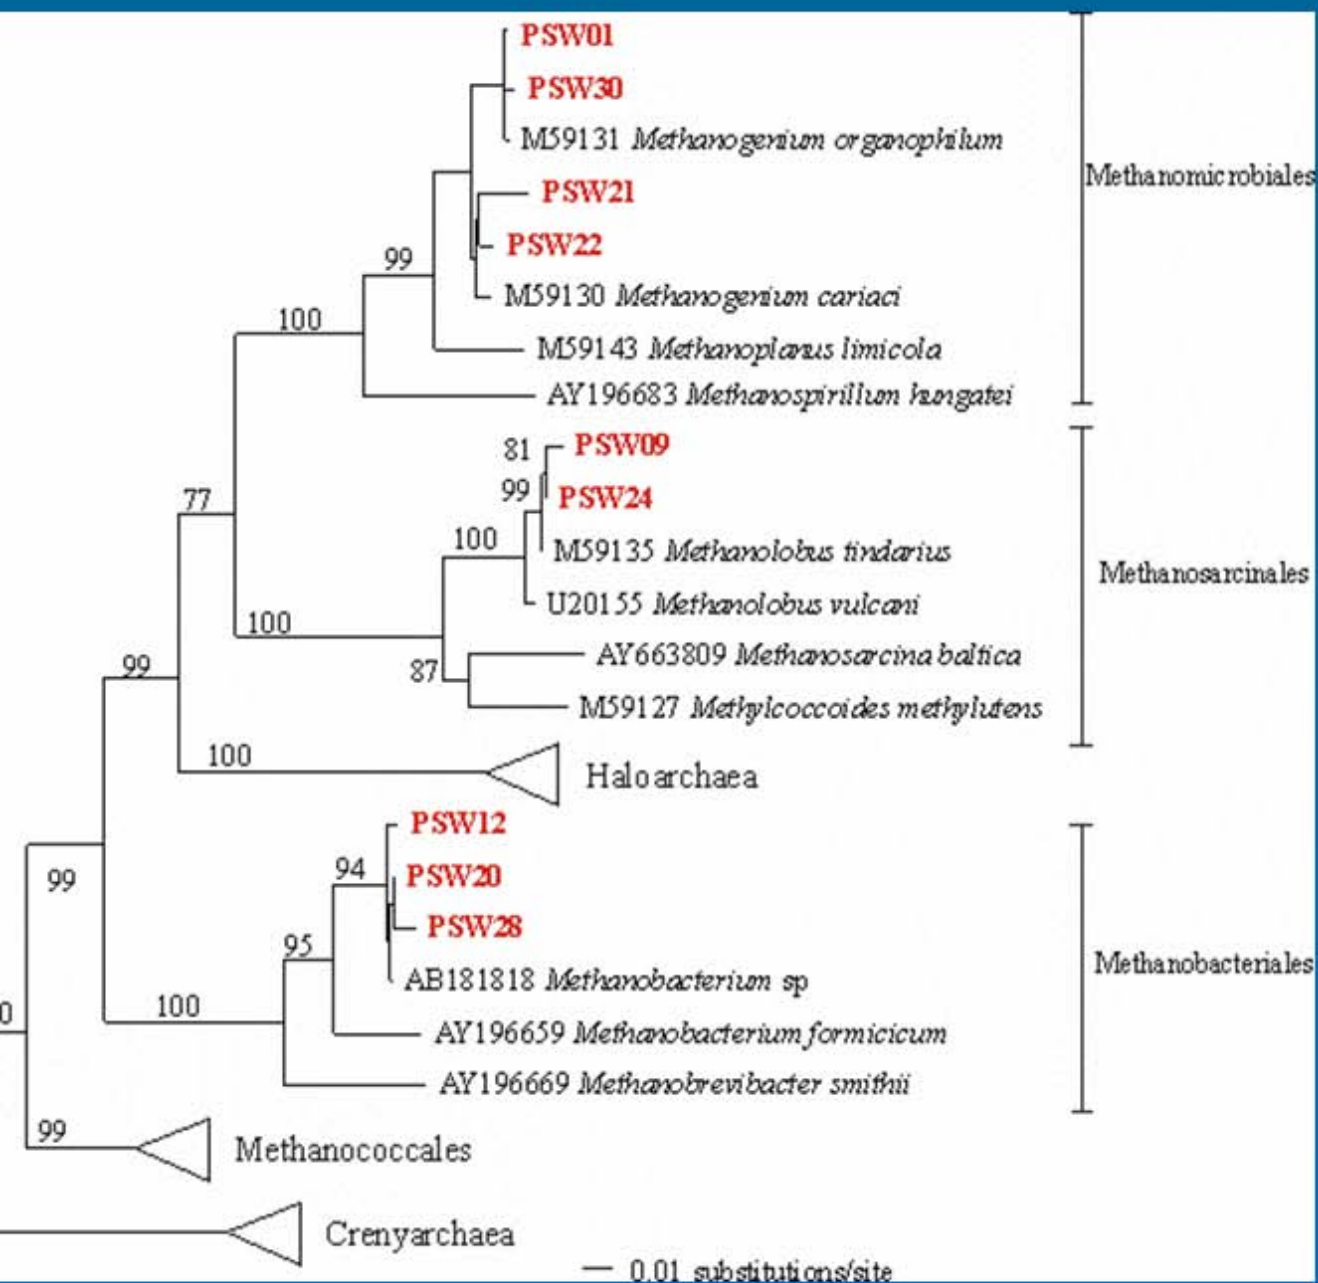 PSW01
PSW30
M59131 Methanogenium organophilum
Methanomicrobiales
PSW21
PSW22
99
M59130 Methanogenium cariaci
100
M59143 Methanoplanus limicola
AY196683 Methanospirillum hungatei
81
PSW09
99
PSW24
77
100
M59135 Methanolobus tindarius
Methanosarcinales
U20155 Methanolobus vulcani
100
AY663809 Methanosarcina baltica
99
87
M59127 Methylcoccoides methylutens
100
Haloarchaea
PSW12
94
PSW20
99
PSW28
95
Methanobacteriales
AB181818 Methanobacterium sp
100
0
AY196659 Methanobacterium formicicum
AY196669 Methanobrevibacter smithii
99
Methanococcales
Crenyarchaea
0.01 substitutions/site